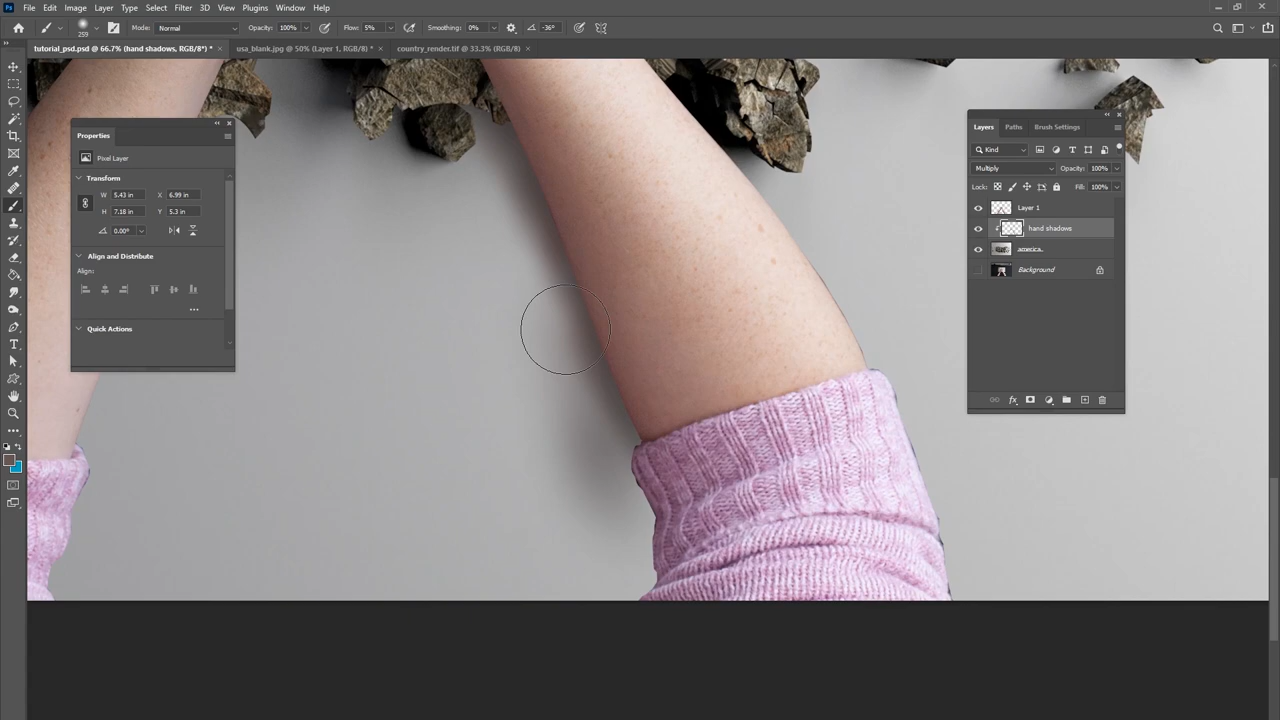 Ps File Edit Image Layer Type Select Filter 3D View Plugins Window Help
259 Mode: Normal Opacity: 100% Flow: 5% Smoothing: 0% -36°
tutorial_psd.psd @ 66.7% (hand shadows, RGB/8*) * × usa_blank.jpg @ 50% (Layer 1, RGB/8) * × country_render.tif @ 33.3% (RGB/8) ×
Properties
Pixel Layer
Transform
W 5.43 in X 6.99 in
H 7.18 in Y 5.3 in
0.00°
Align and Distribute
Align:
Quick Actions
Layers Paths Brush Settings
Kind
Multiply Opacity: 100%
Lock: Fill: 100%
Layer 1
hand shadows
america..
Background
fx